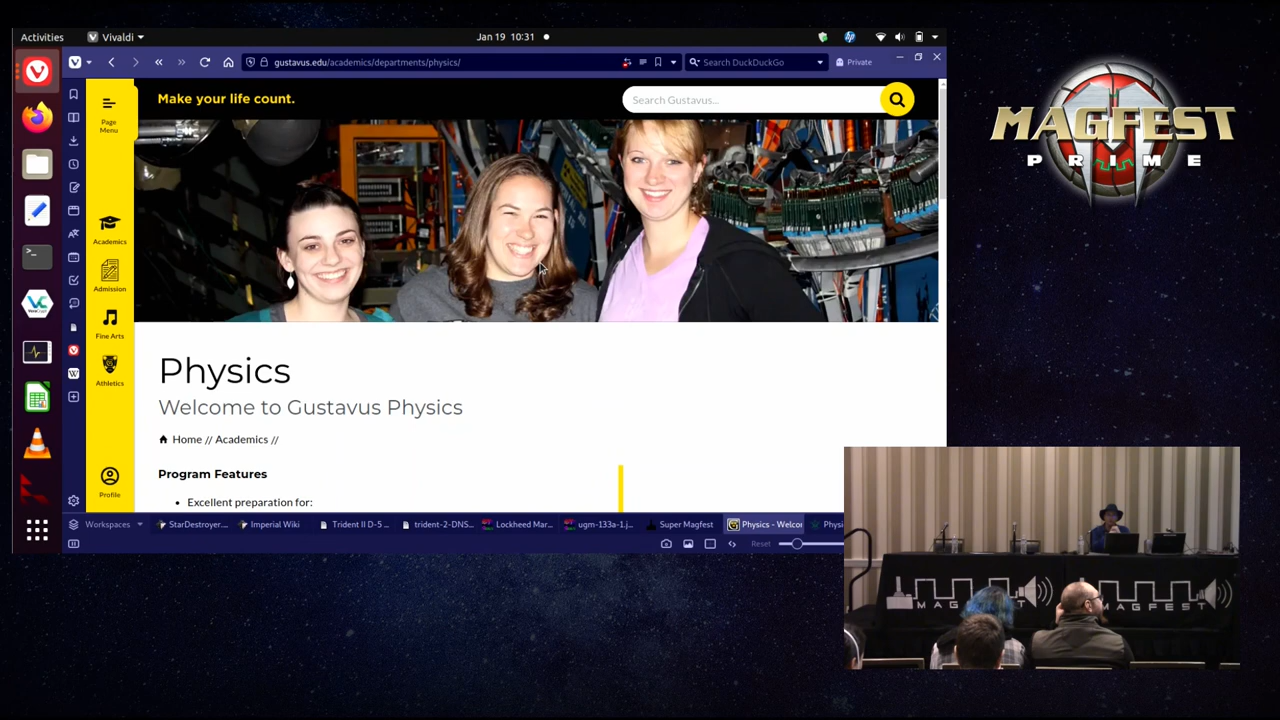 Activities
Vivaldi
Jan 19 10:31
gustavus.edu/academics/departments/physics/
Search DuckDuckGo
Private
Make your life count.
Search Gustavus...
Page
Menu
Academics
Admission
Fine Arts
Athletics
Profile
Physics
Welcome to Gustavus Physics
Home // Academics //
Program Features
• Excellent preparation for:
Workspaces
StarDestroyer....
Imperial Wiki
Trident II D-5 ...
trident-2-DNS...
Lockheed Mar...
ugm-133a-1.j...
Super Magfest
Physics - Welco
Physi
Reset
MAGFEST
PRIME
MAGFEST
MAGFEST